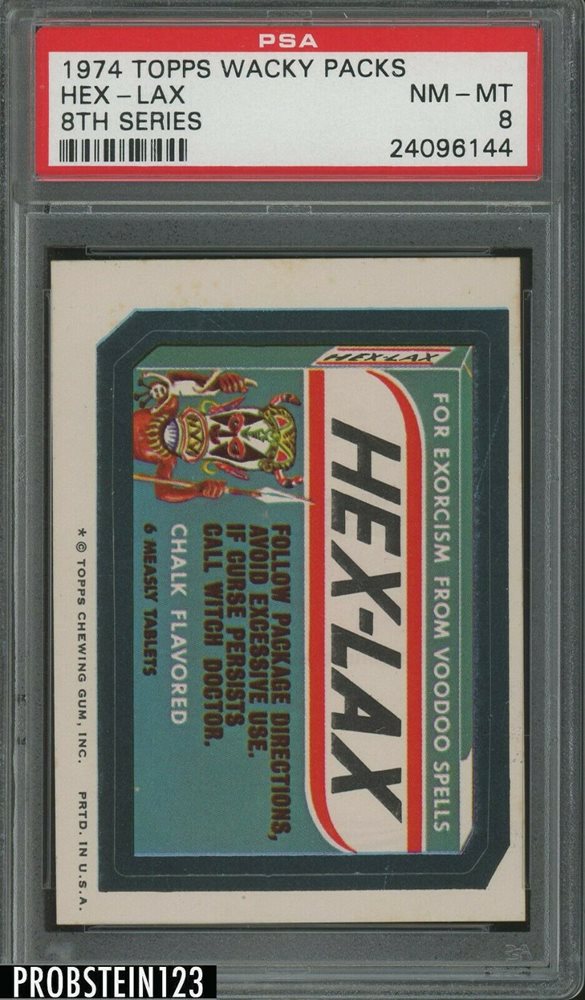 PSA
1974 TOPPS WACKY PACKS
HEX-LAX NM-MT
8TH SERIES 8
24096144
HEX-LAX
FOR EXORCISM FROM VOODOO SPELLS
HEX-LAX
FOLLOW PACKAGE DIRECTIONS,
AVOID EXCESSIVE USE.
IF CURSE PERSISTS
CALL WITCH DOCTOR.
CHALK FLAVORED
6 MEASLY TABLETS
* © TOPPS CHEWING GUM, INC. PRTD. IN U.S.A.
PROBSTEIN123